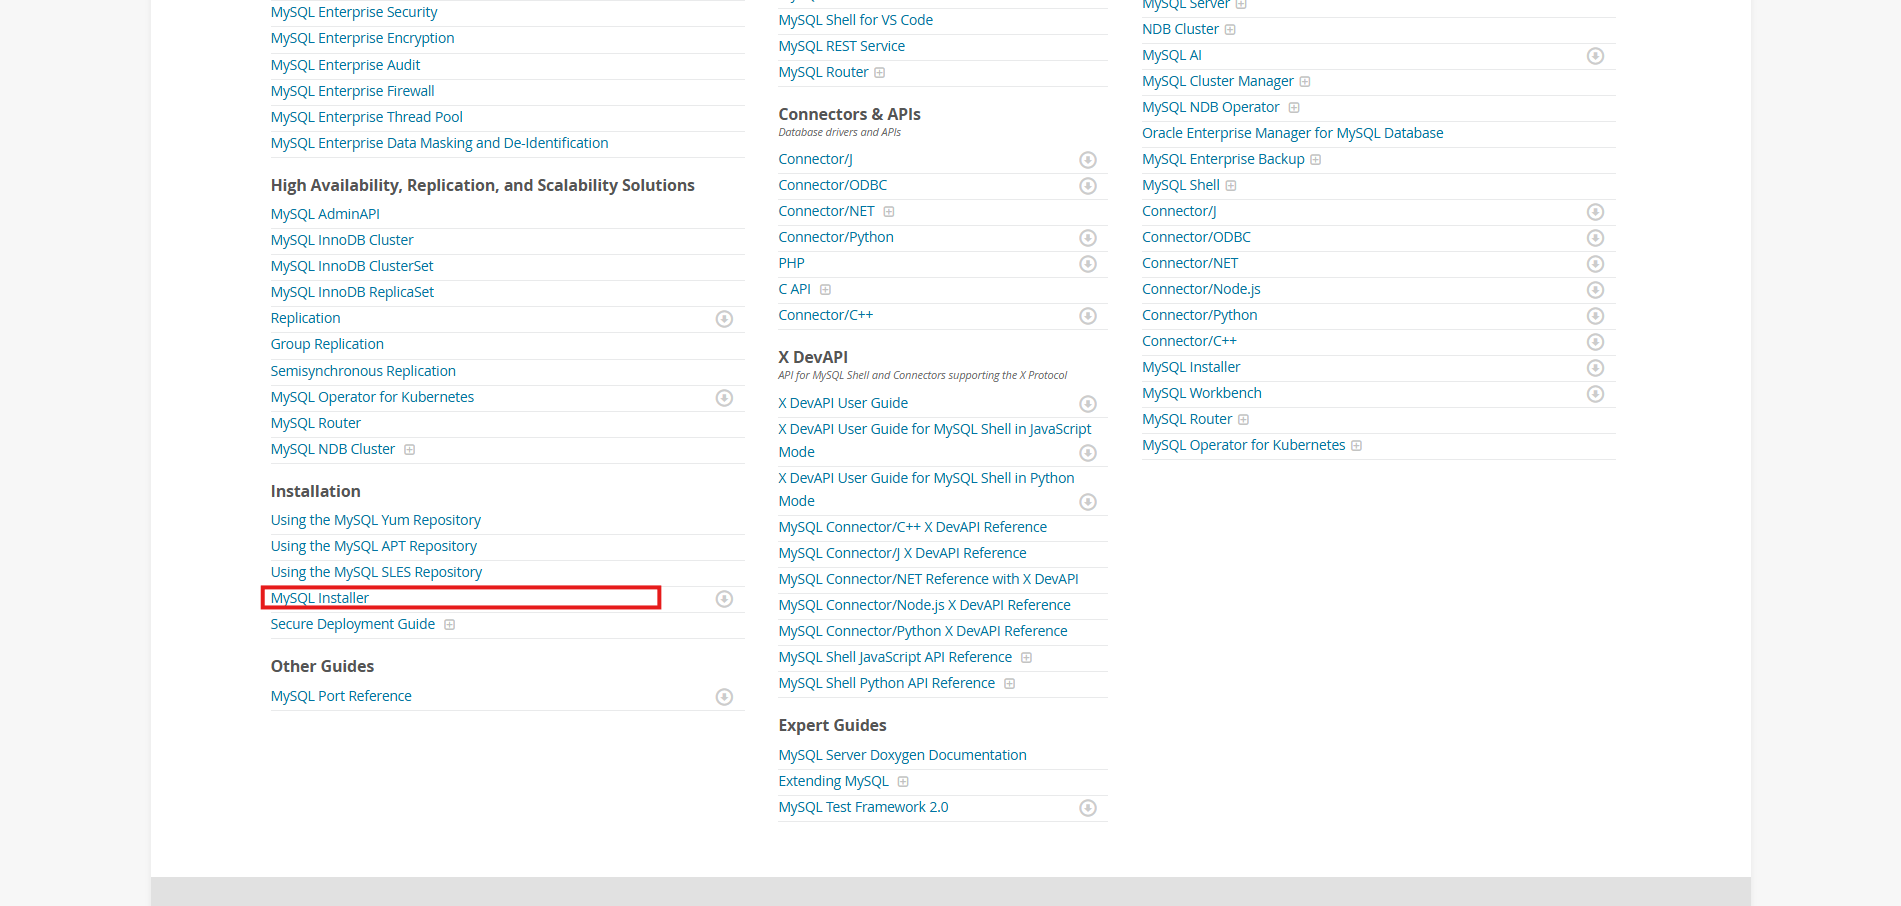 MySQL Enterprise Security
MySQL Enterprise Encryption
MySQL Enterprise Audit
MySQL Enterprise Firewall
MySQL Enterprise Thread Pool
MySQL Enterprise Data Masking and De-Identification
High Availability, Replication, and Scalability Solutions
MySQL AdminAPI
MySQL InnoDB Cluster
MySQL InnoDB ClusterSet
MySQL InnoDB ReplicaSet
Replication
Group Replication
Semisynchronous Replication
MySQL Operator for Kubernetes
MySQL Router
MySQL NDB Cluster
Installation
Using the MySQL Yum Repository
Using the MySQL APT Repository
Using the MySQL SLES Repository
MySQL Installer
Secure Deployment Guide
Other Guides
MySQL Port Reference
MySQL Shell for VS Code
MySQL REST Service
MySQL Router
Connectors & APIs
Database drivers and APIs
Connector/J
Connector/ODBC
Connector/NET
Connector/Python
PHP
C API
Connector/C++
X DevAPI
API for MySQL Shell and Connectors supporting the X Protocol
X DevAPI User Guide
X DevAPI User Guide for MySQL Shell in JavaScript
Mode
X DevAPI User Guide for MySQL Shell in Python
Mode
MySQL Connector/C++ X DevAPI Reference
MySQL Connector/J X DevAPI Reference
MySQL Connector/NET Reference with X DevAPI
MySQL Connector/Node.js X DevAPI Reference
MySQL Connector/Python X DevAPI Reference
MySQL Shell JavaScript API Reference
MySQL Shell Python API Reference
Expert Guides
MySQL Server Doxygen Documentation
Extending MySQL
MySQL Test Framework 2.0
MySQL Server
NDB Cluster
MySQL AI
MySQL Cluster Manager
MySQL NDB Operator
Oracle Enterprise Manager for MySQL Database
MySQL Enterprise Backup
MySQL Shell
Connector/J
Connector/ODBC
Connector/NET
Connector/Node.js
Connector/Python
Connector/C++
MySQL Installer
MySQL Workbench
MySQL Router
MySQL Operator for Kubernetes